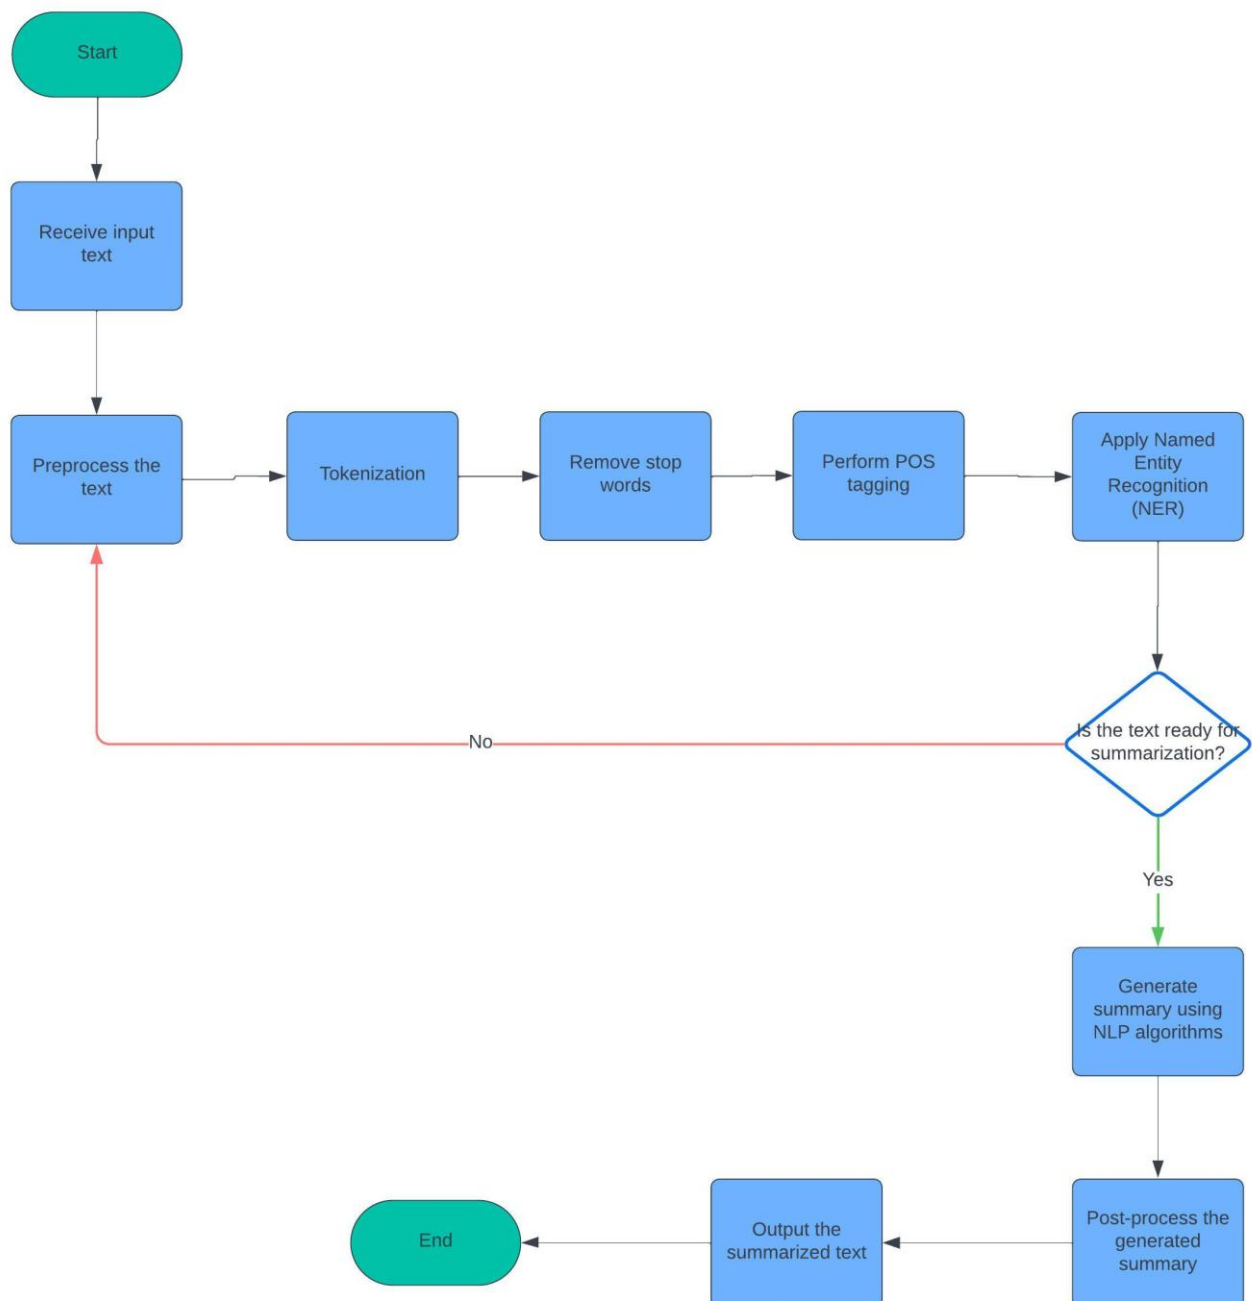 Start
Receive input
text
Preprocess the
text
Tokenization
Remove stop
words
Perform POS
tagging
Apply Named
Entity
Recognition
(NER)
Is the text ready for
summarization?
No
Yes
Generate
summary using
NLP algorithms
Post-process the
generated
summary
Output the
summarized text
End